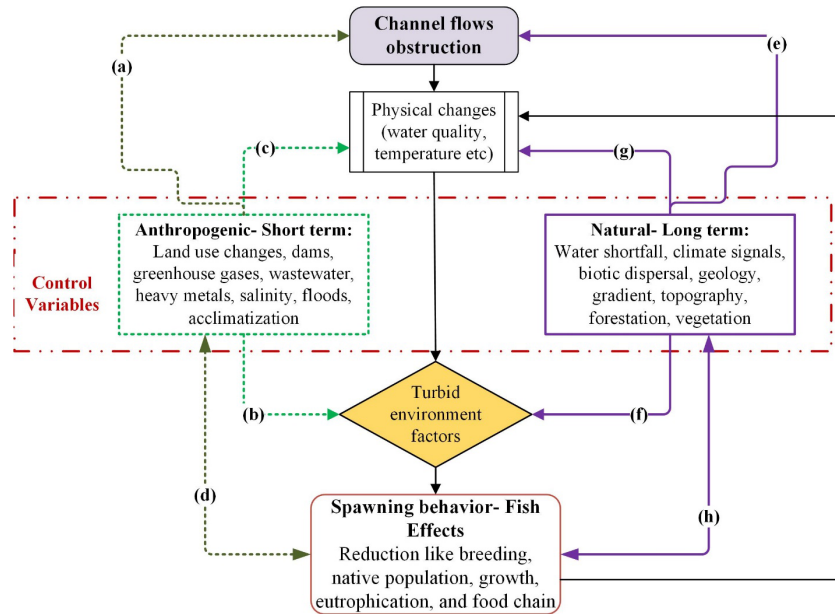 Channel flows
obstruction
(a)
(e)
Physical changes
(water quality,
temperature etc)
(c)
(g)
Control
Variables
Anthropogenic- Short term:
Land use changes, dams,
greenhouse gases, wastewater,
heavy metals, salinity, floods,
acclimatization
Natural- Long term:
Water shortfall, climate signals,
biotic dispersal, geology,
gradient, topography,
forestation, vegetation
(b)
Turbid
environment
factors
(f)
(d)
(h)
Spawning behavior- Fish
Effects
Reduction like breeding,
native population, growth,
eutrophication, and food chain